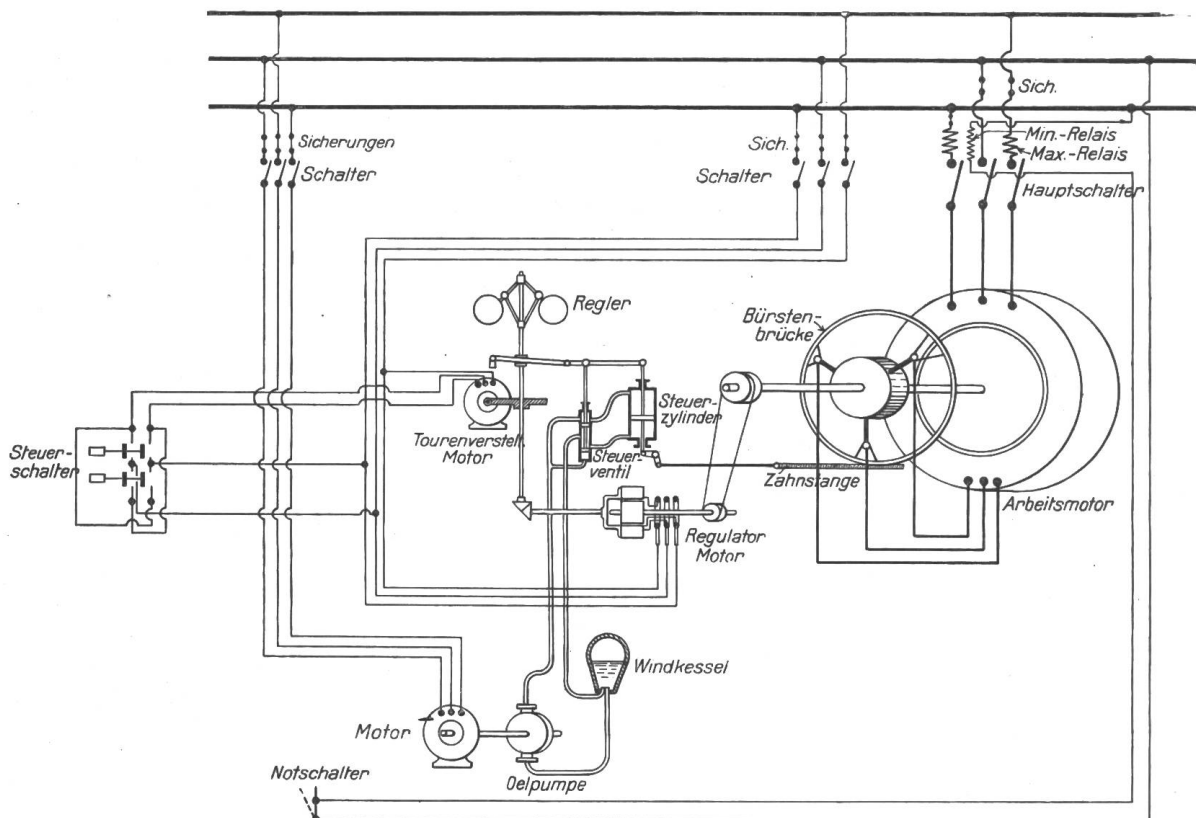 Sich.
Sicherungen
Schalter
Sich.
Schalter
Min.-Relais
Max.-Relais
Hauptschalter
Regler
Bürsten-
brücke
Steuer-
zylinder
Tourenverstell.
Motor
Steuer-
ventil
Steuer-
schalter
Zahnstange
Arbeitsmotor
Regulator
Motor
Windkessel
Motor
Oelpumpe
Notschalter